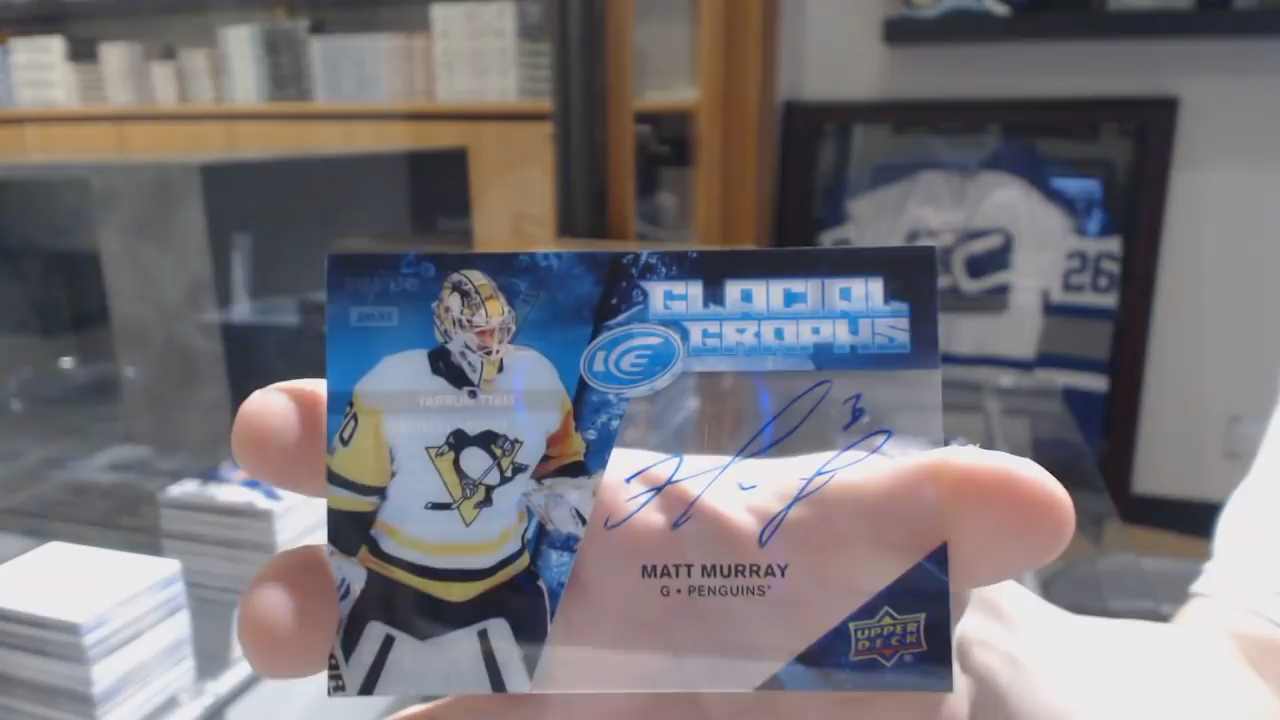 GLACIAL
GRAPHS
ICE
MATT MURRAY
G • PENGUINS
UPPER
DECK
26